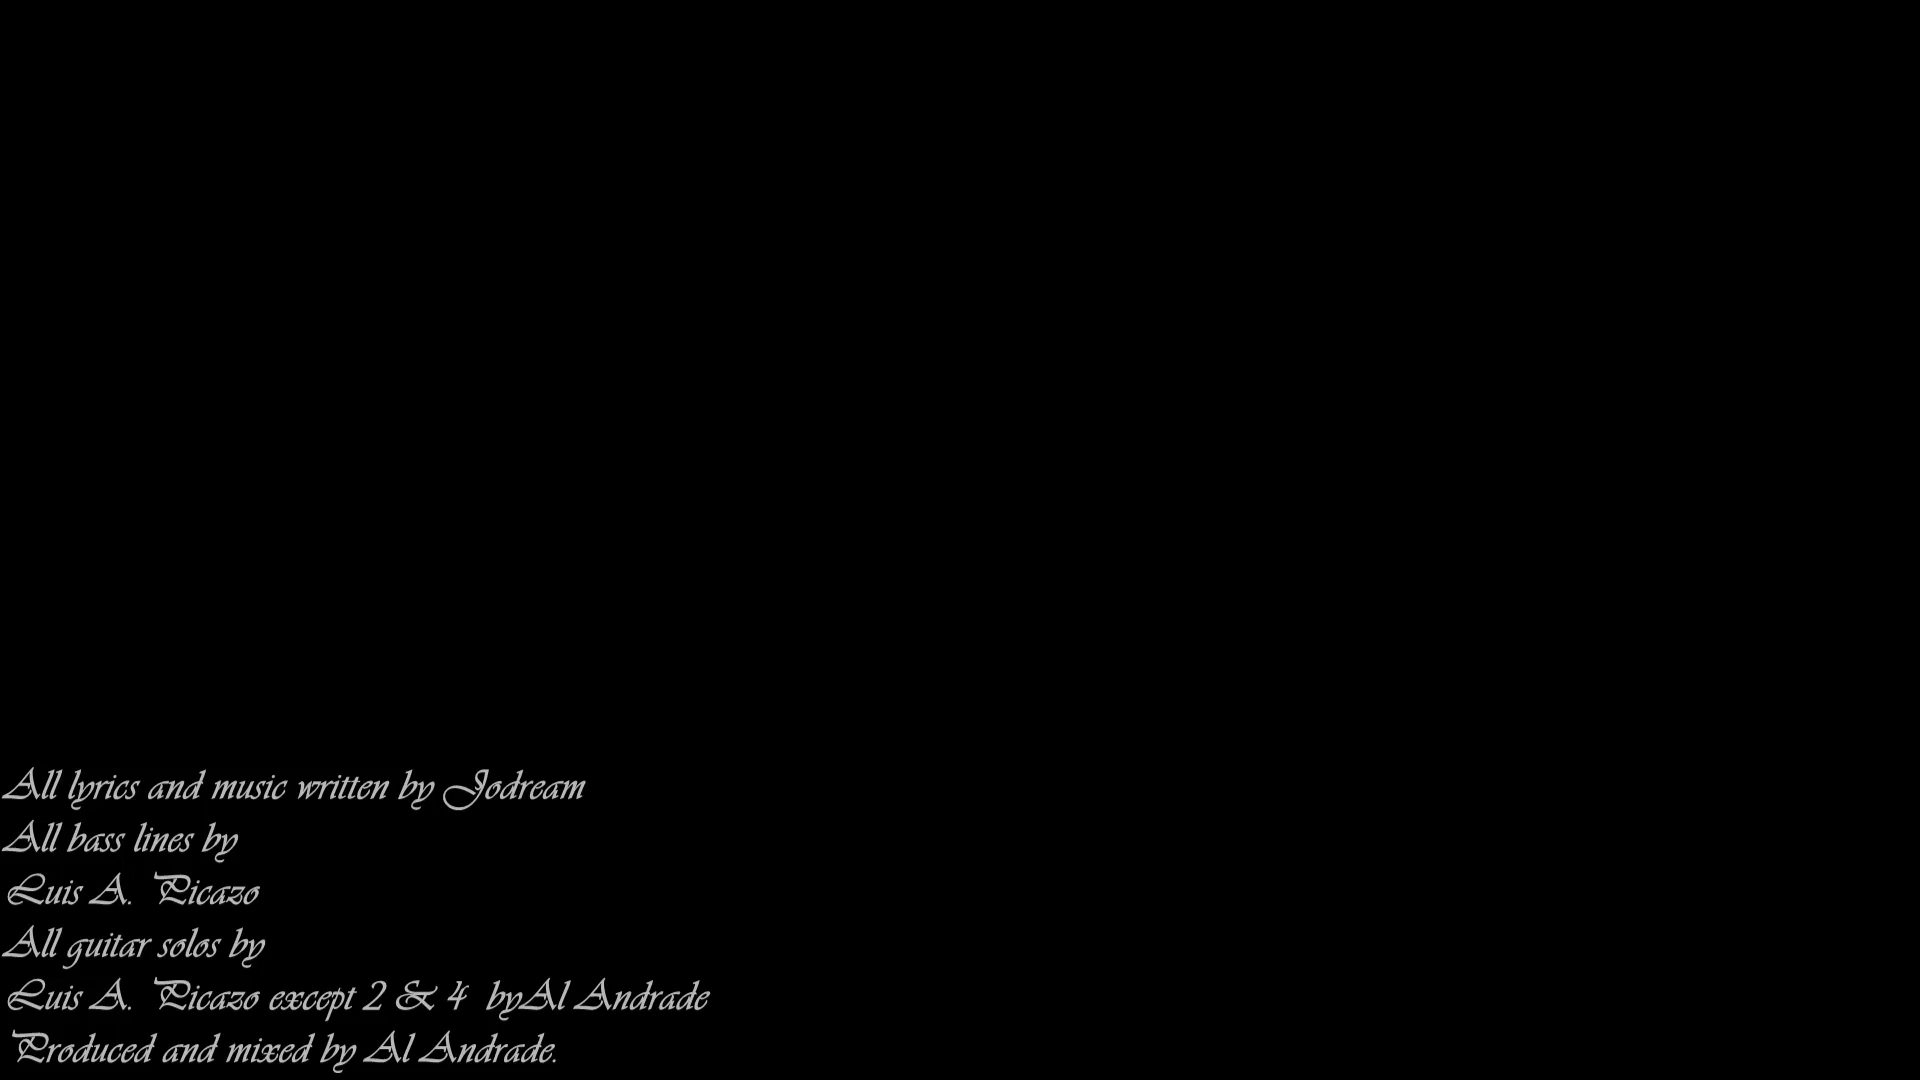 All lyrics and music written by Jodream
All bass lines by
Luis A. Picazo
All guitar solos by
Luis A. Picazo except 2 & 4 byAl Andrade
Produced and mixed by Al Andrade.